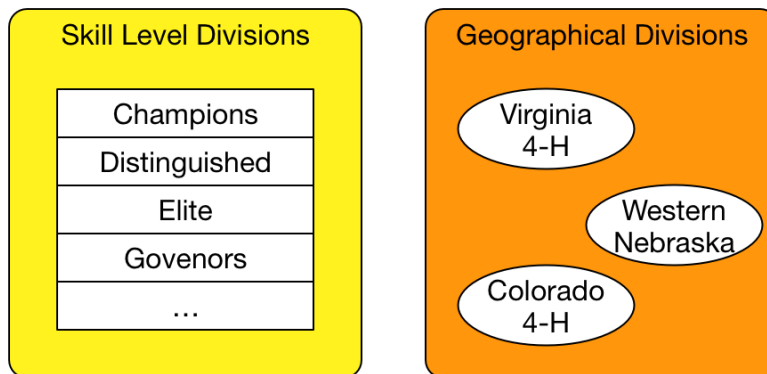 Skill Level Divisions
Champions
Distinguished
Elite
Govenors
...
Geographical Divisions
Virginia
4-H
Western
Nebraska
Colorado
4-H